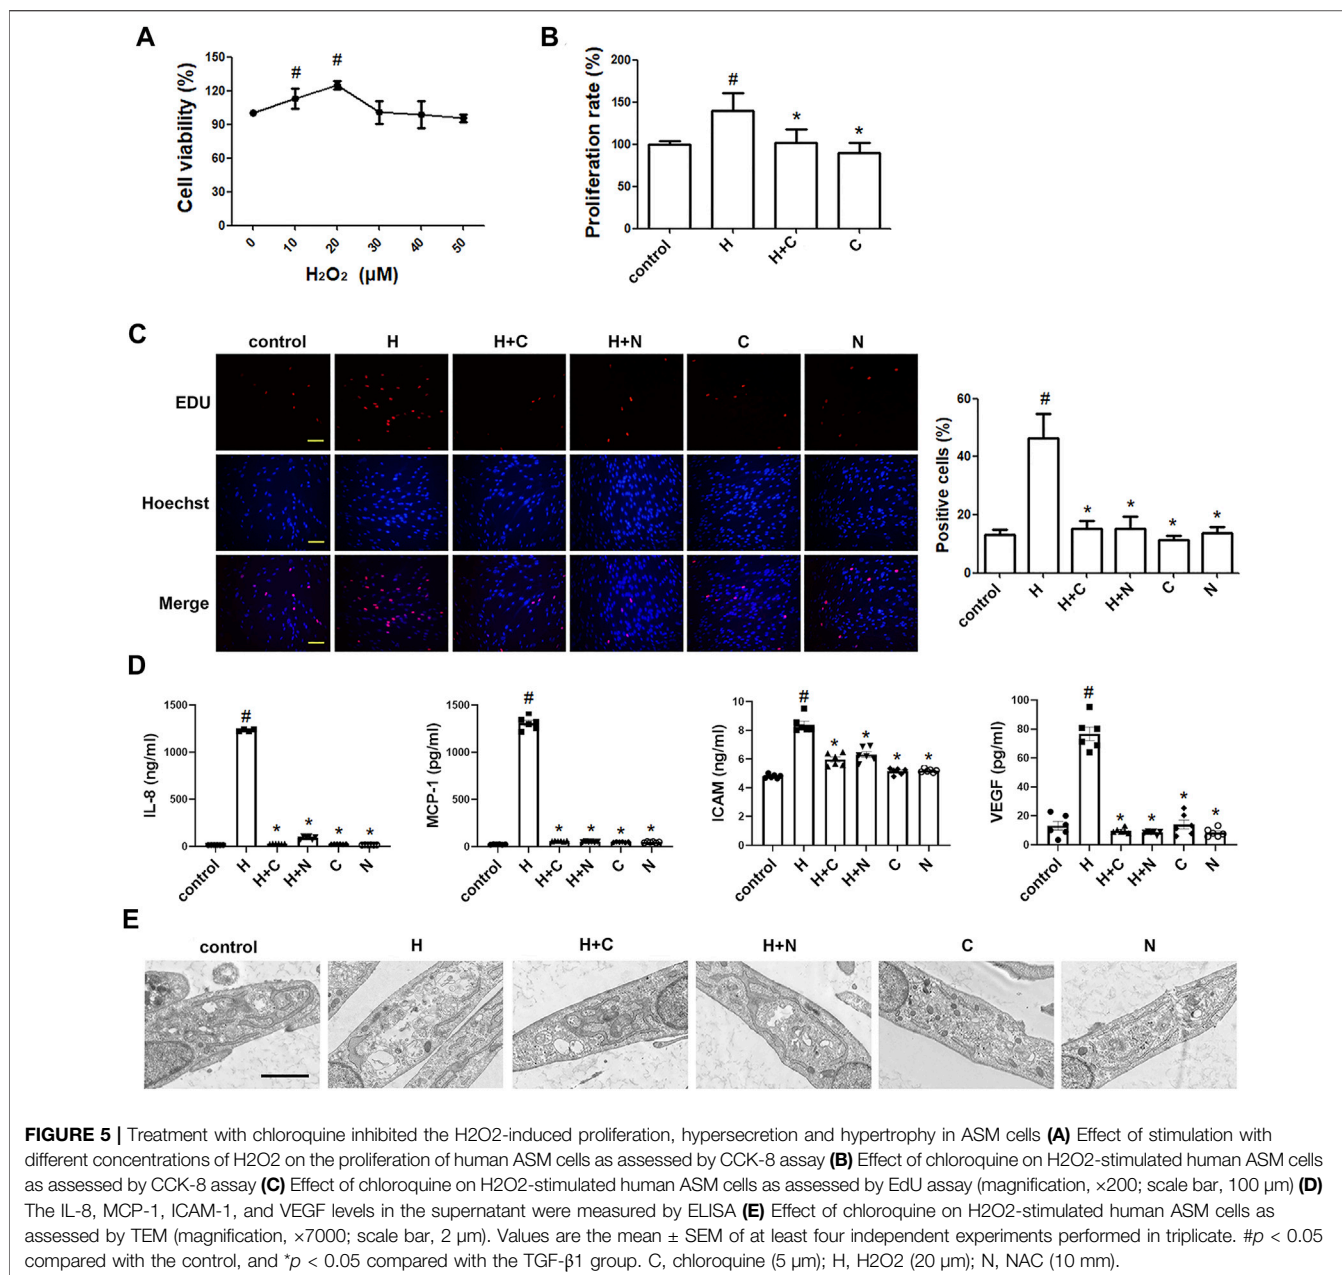 A
Cell viability (%)
150
120
90
60
30
0
#
#
0
10
20
30
40
50
H2O2 (μM)
B
Proliferation rate (%)
200
150
100
50
0
#
*
*
control
H
H+C
C
C
control
H
H+C
H+N
C
N
EDU
Hoechst
Merge
Positive cells (%)
60
40
20
0
#
*
*
*
*
control
H
H+C
H+N
C
N
D
IL-8 (ng/ml)
1500
1000
500
0
#
*
*
*
*
control
H
H+C
H+N
C
N
MCP-1 (pg/ml)
1500
1000
500
0
#
*
*
*
*
control
H
H+C
H+N
C
N
ICAM (ng/ml)
10
8
6
4
2
0
#
*
*
*
*
control
H
H+C
H+N
C
N
VEGF (pg/ml)
100
80
60
40
20
0
#
*
*
*
*
control
H
H+C
H+N
C
N
E
control
H
H+C
H+N
C
N
FIGURE 5 | Treatment with chloroquine inhibited the H2O2-induced proliferation, hypersecretion and hypertrophy in ASM cells (A) Effect of stimulation with
different concentrations of H2O2 on the proliferation of human ASM cells as assessed by CCK-8 assay (B) Effect of chloroquine on H2O2-stimulated human ASM cells
as assessed by CCK-8 assay (C) Effect of chloroquine on H2O2-stimulated human ASM cells as assessed by EdU assay (magnification, ×200; scale bar, 100 μm) (D)
The IL-8, MCP-1, ICAM-1, and VEGF levels in the supernatant were measured by ELISA (E) Effect of chloroquine on H2O2-stimulated human ASM cells as
assessed by TEM (magnification, ×7000; scale bar, 2 μm). Values are the mean ± SEM of at least four independent experiments performed in triplicate. #p < 0.05
compared with the control, and *p < 0.05 compared with the TGF-β1 group. C, chloroquine (5 μm); H, H2O2 (20 μm); N, NAC (10 mm).